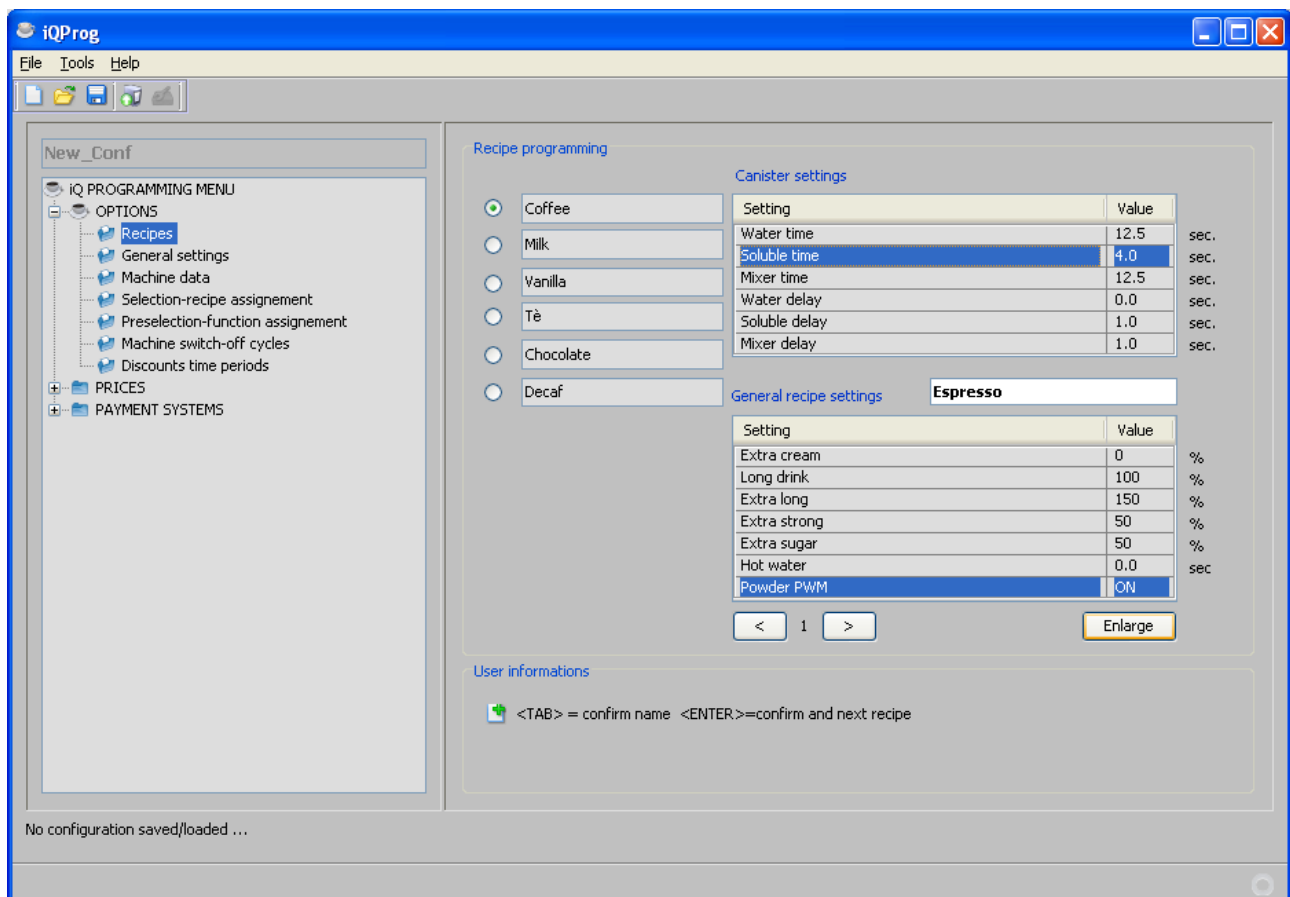 iQProg
File Tools Help
New_Conf
iQ PROGRAMMING MENU
OPTIONS
Recipes
General settings
Machine data
Selection-recipe assignement
Preselection-function assignement
Machine switch-off cycles
Discounts time periods
PRICES
PAYMENT SYSTEMS
Recipe programming
Coffee
Milk
Vanilla
Tè
Chocolate
Decaf
Canister settings
Setting Value
Water time 12.5 sec.
Soluble time 4.0 sec.
Mixer time 12.5 sec.
Water delay 0.0 sec.
Soluble delay 1.0 sec.
Mixer delay 1.0 sec.
General recipe settings Espresso
Setting Value
Extra cream 0 %
Long drink 100 %
Extra long 150 %
Extra strong 50 %
Extra sugar 50 %
Hot water 0.0 sec
Powder PWM ON
< 1 > Enlarge
User informations
<TAB> = confirm name <ENTER>=confirm and next recipe
No configuration saved/loaded ...